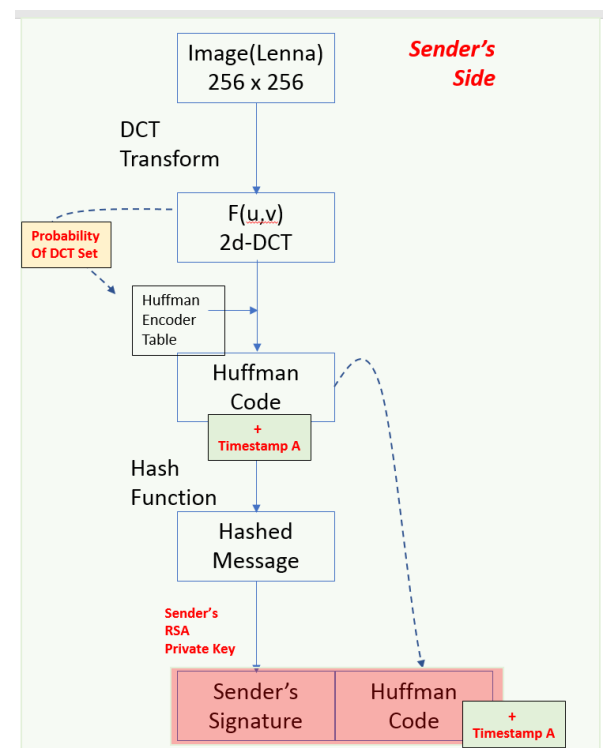 Image(Lenna)
256 x 256
Sender's
Side
DCT
Transform
F(u,v)
2d-DCT
Probability
Of DCT Set
Huffman
Encoder
Table
Huffman
Code
+
Timestamp A
Hash
Function
Hashed
Message
Sender's
RSA
Private Key
Sender's
Signature
Huffman
Code
+
Timestamp A